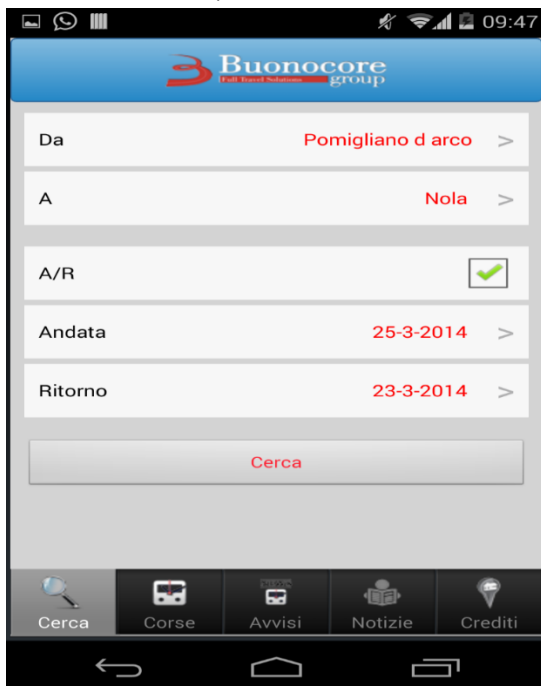 09:47
Buonocore
Full Travel Solutions
group
Da Pomigliano d arco >
A Nola >
A/R
Andata 25-3-2014 >
Ritorno 23-3-2014 >
Cerca
Cerca Corse Avvisi Notizie Crediti